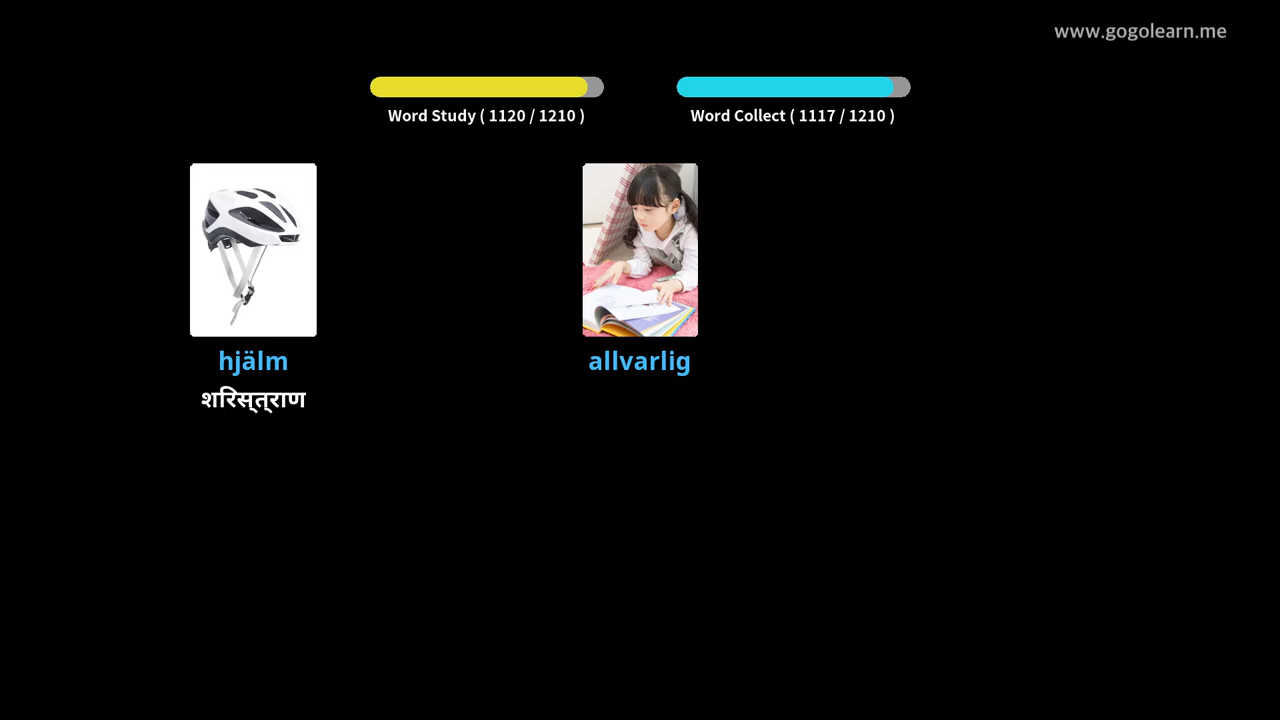 www.gogolearn.me
Word Study ( 1120 / 1210 )
Word Collect ( 1117 / 1210 )
hjälm
allvarlig
शरिस्त्राण